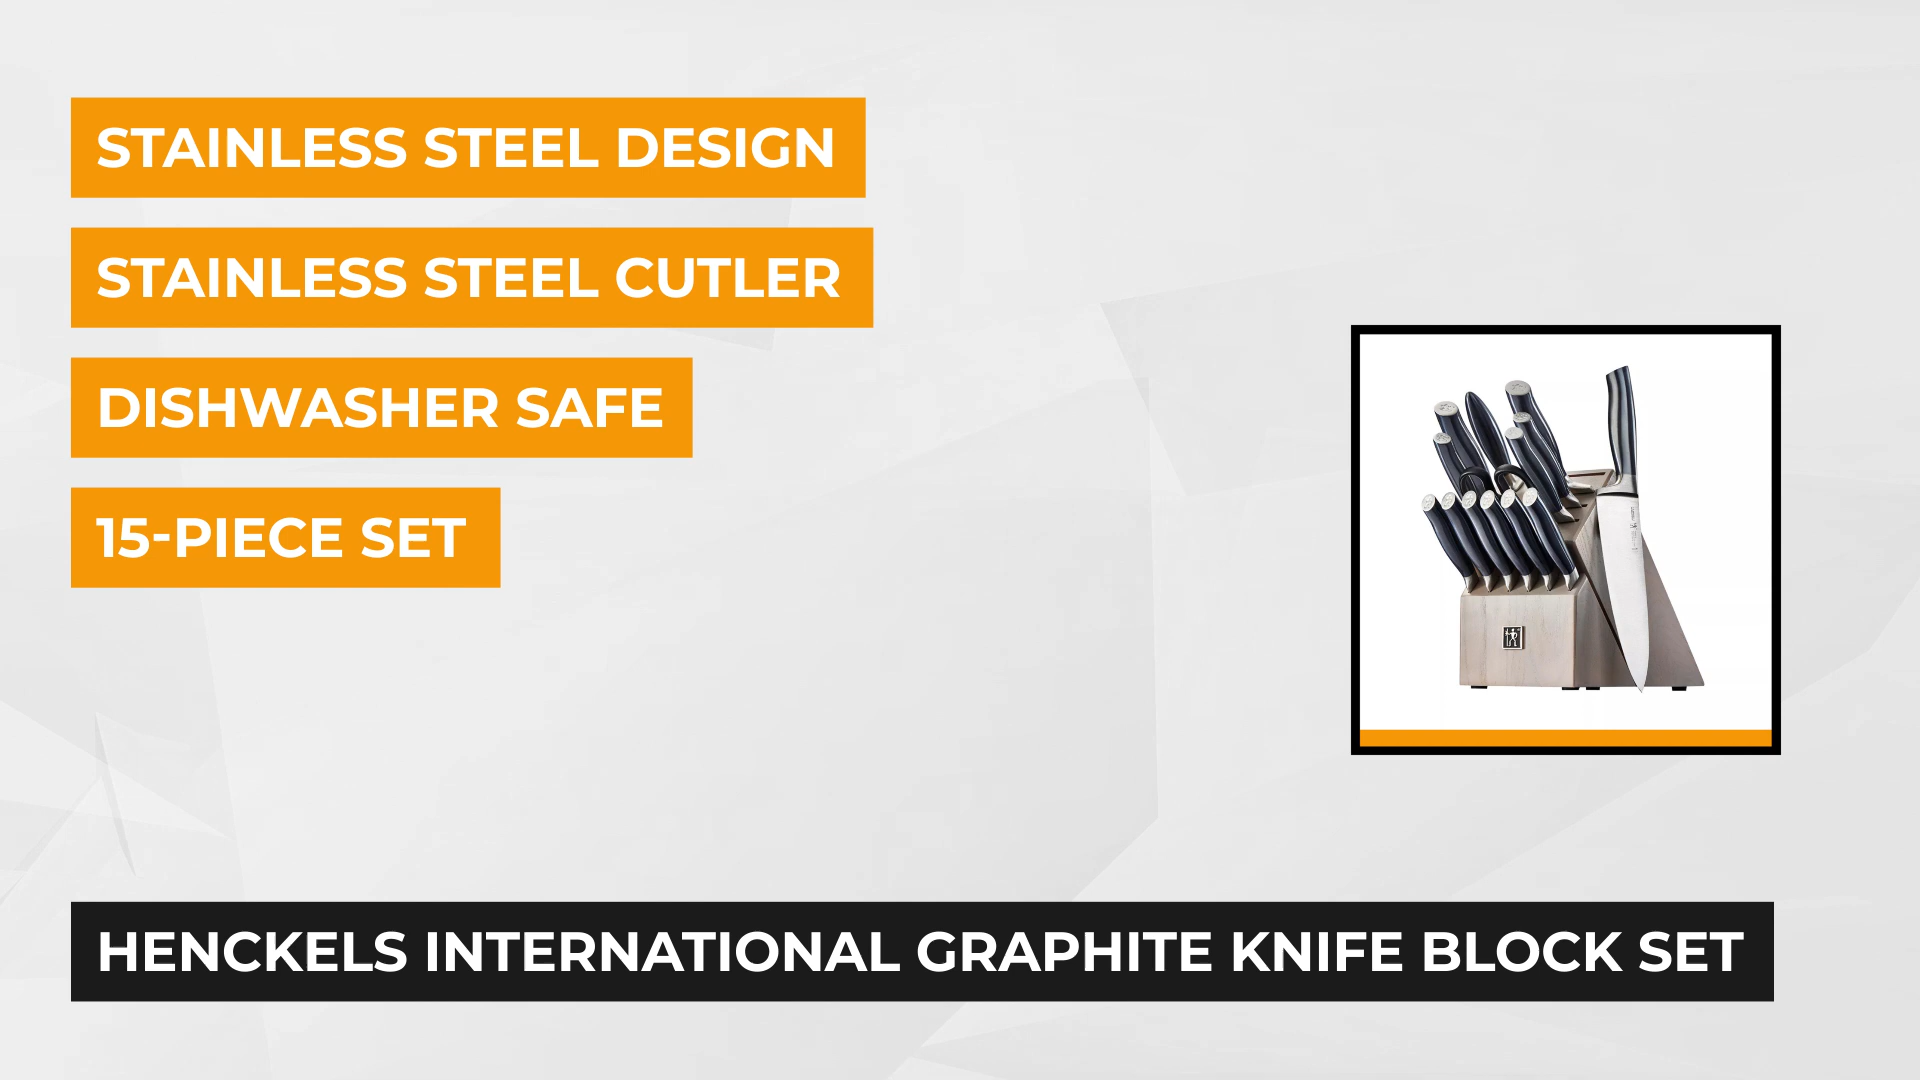 STAINLESS STEEL DESIGN
STAINLESS STEEL CUTLER
DISHWASHER SAFE
15-PIECE SET
HENCKELS INTERNATIONAL GRAPHITE KNIFE BLOCK SET